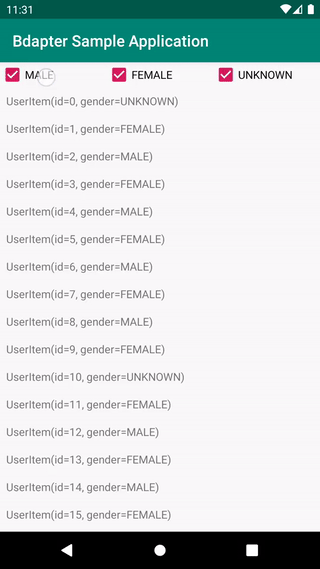 11:31
Bdapter Sample Application
MALE FEMALE UNKNOWN
UserItem(id=0, gender=UNKNOWN)
UserItem(id=1, gender=FEMALE)
UserItem(id=2, gender=MALE)
UserItem(id=3, gender=FEMALE)
UserItem(id=4, gender=MALE)
UserItem(id=5, gender=FEMALE)
UserItem(id=6, gender=MALE)
UserItem(id=7, gender=FEMALE)
UserItem(id=8, gender=MALE)
UserItem(id=9, gender=FEMALE)
UserItem(id=10, gender=UNKNOWN)
UserItem(id=11, gender=FEMALE)
UserItem(id=12, gender=MALE)
UserItem(id=13, gender=FEMALE)
UserItem(id=14, gender=MALE)
UserItem(id=15, gender=FEMALE)